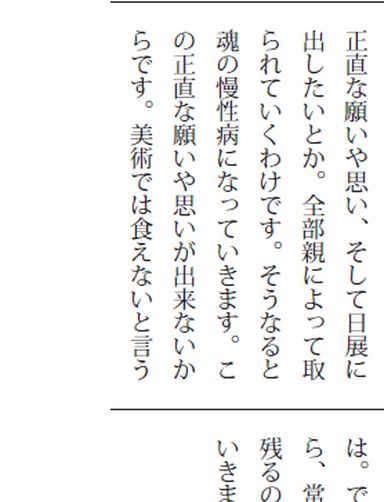 正直な願いや思い、そして日展に
出したいとか。全部親によって取
られていくわけです。そうなると
魂の慢性病になっていきます。こ
の正直な願いや思いが出来ないか
らです。美術では食えないと言う
は。で
ら、常
残るの
いきま